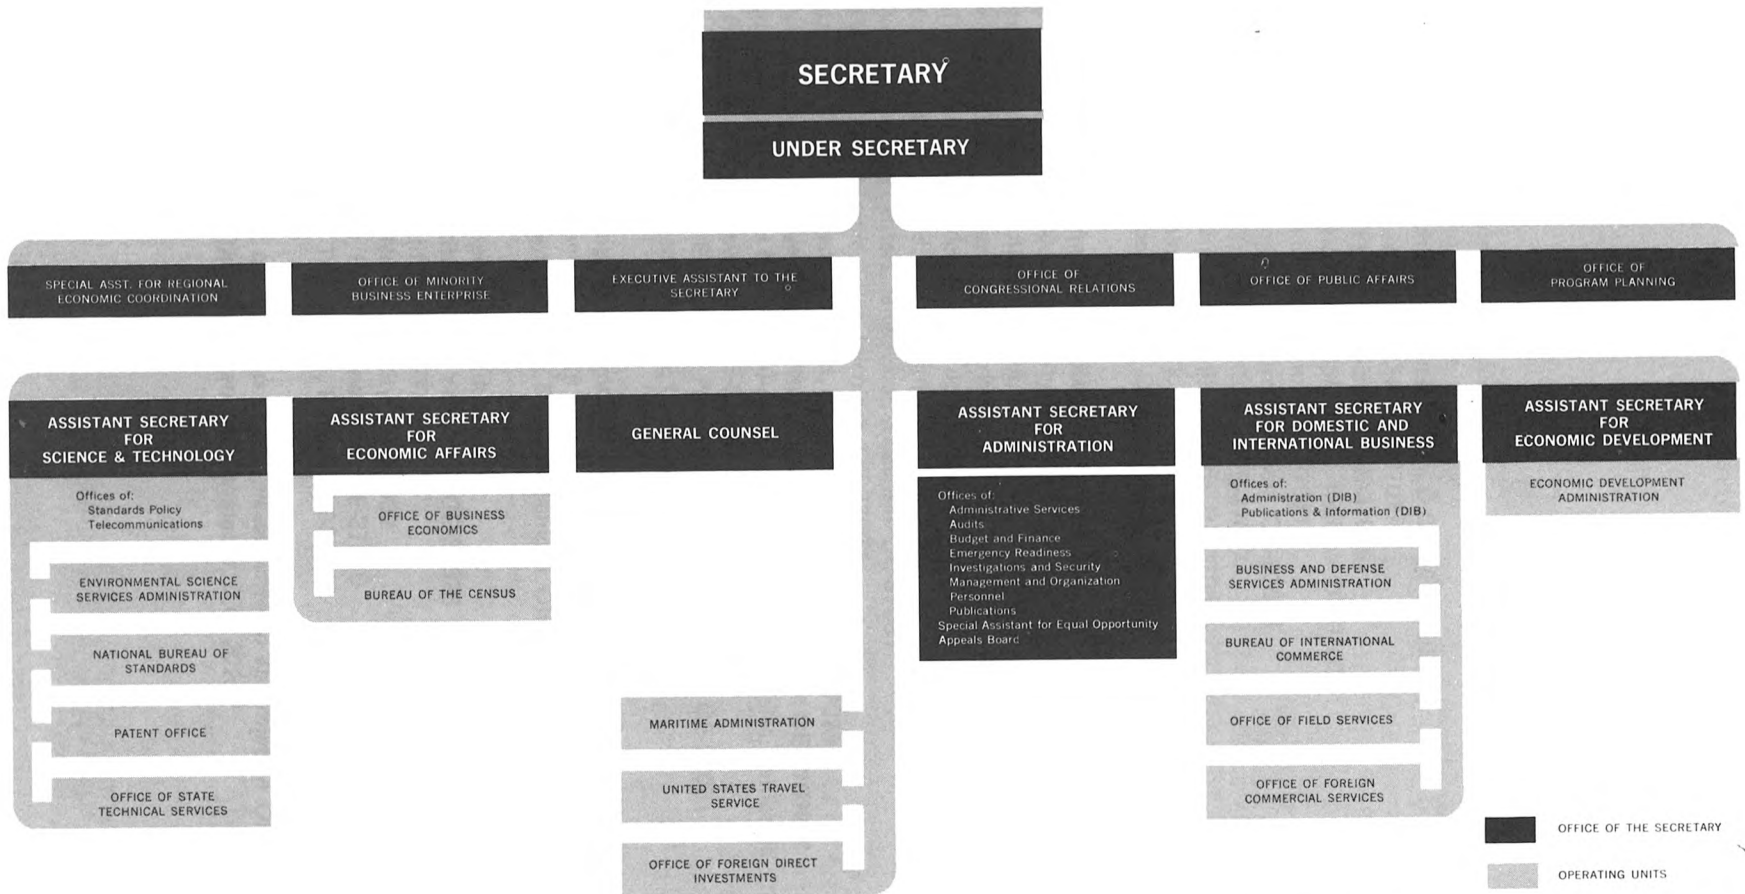 SECRETARY
UNDER SECRETARY
SPECIAL ASST. FOR REGIONAL
ECONOMIC COORDINATION
OFFICE OF MINORITY
BUSINESS ENTERPRISE
EXECUTIVE ASSISTANT TO THE
SECRETARY
OFFICE OF
CONGRESSIONAL RELATIONS
OFFICE OF PUBLIC AFFAIRS
OFFICE OF
PROGRAM PLANNING
ASSISTANT SECRETARY
FOR
SCIENCE & TECHNOLOGY
Offices of:
Standards Policy
Telecommunications
ENVIRONMENTAL SCIENCE
SERVICES ADMINISTRATION
NATIONAL BUREAU OF
STANDARDS
PATENT OFFICE
OFFICE OF STATE
TECHNICAL SERVICES
ASSISTANT SECRETARY
FOR
ECONOMIC AFFAIRS
OFFICE OF BUSINESS
ECONOMICS
BUREAU OF THE CENSUS
GENERAL COUNSEL
MARITIME ADMINISTRATION
UNITED STATES TRAVEL
SERVICE
OFFICE OF FOREIGN DIRECT
INVESTMENTS
ASSISTANT SECRETARY
FOR
ADMINISTRATION
Offices of:
Administrative Services
Audits
Budget and Finance
Emergency Readiness
Investigations and Security
Management and Organization
Personnel
Publications
Special Assistant for Equal Opportunity
Appeals Board
ASSISTANT SECRETARY
FOR DOMESTIC AND
INTERNATIONAL BUSINESS
Offices of:
Administration (DIB)
Publications & Information (DIB)
BUSINESS AND DEFENSE
SERVICES ADMINISTRATION
BUREAU OF INTERNATIONAL
COMMERCE
OFFICE OF FIELD SERVICES
OFFICE OF FOREIGN
COMMERCIAL SERVICES
ASSISTANT SECRETARY
FOR
ECONOMIC DEVELOPMENT
ECONOMIC DEVELOPMENT
ADMINISTRATION
OFFICE OF THE SECRETARY
OPERATING UNITS